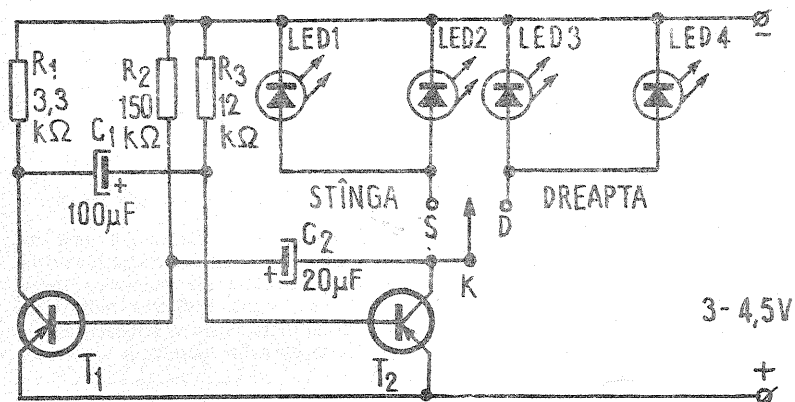 LED1 LED2 LED3 LED4
–
R1 3,3 kΩ
R2 150 kΩ
R3 12 kΩ
C1 + 100µF
STÎNGA DREAPTA
S D
C2 + 20µF
K
3-4,5V
T1 T2
+